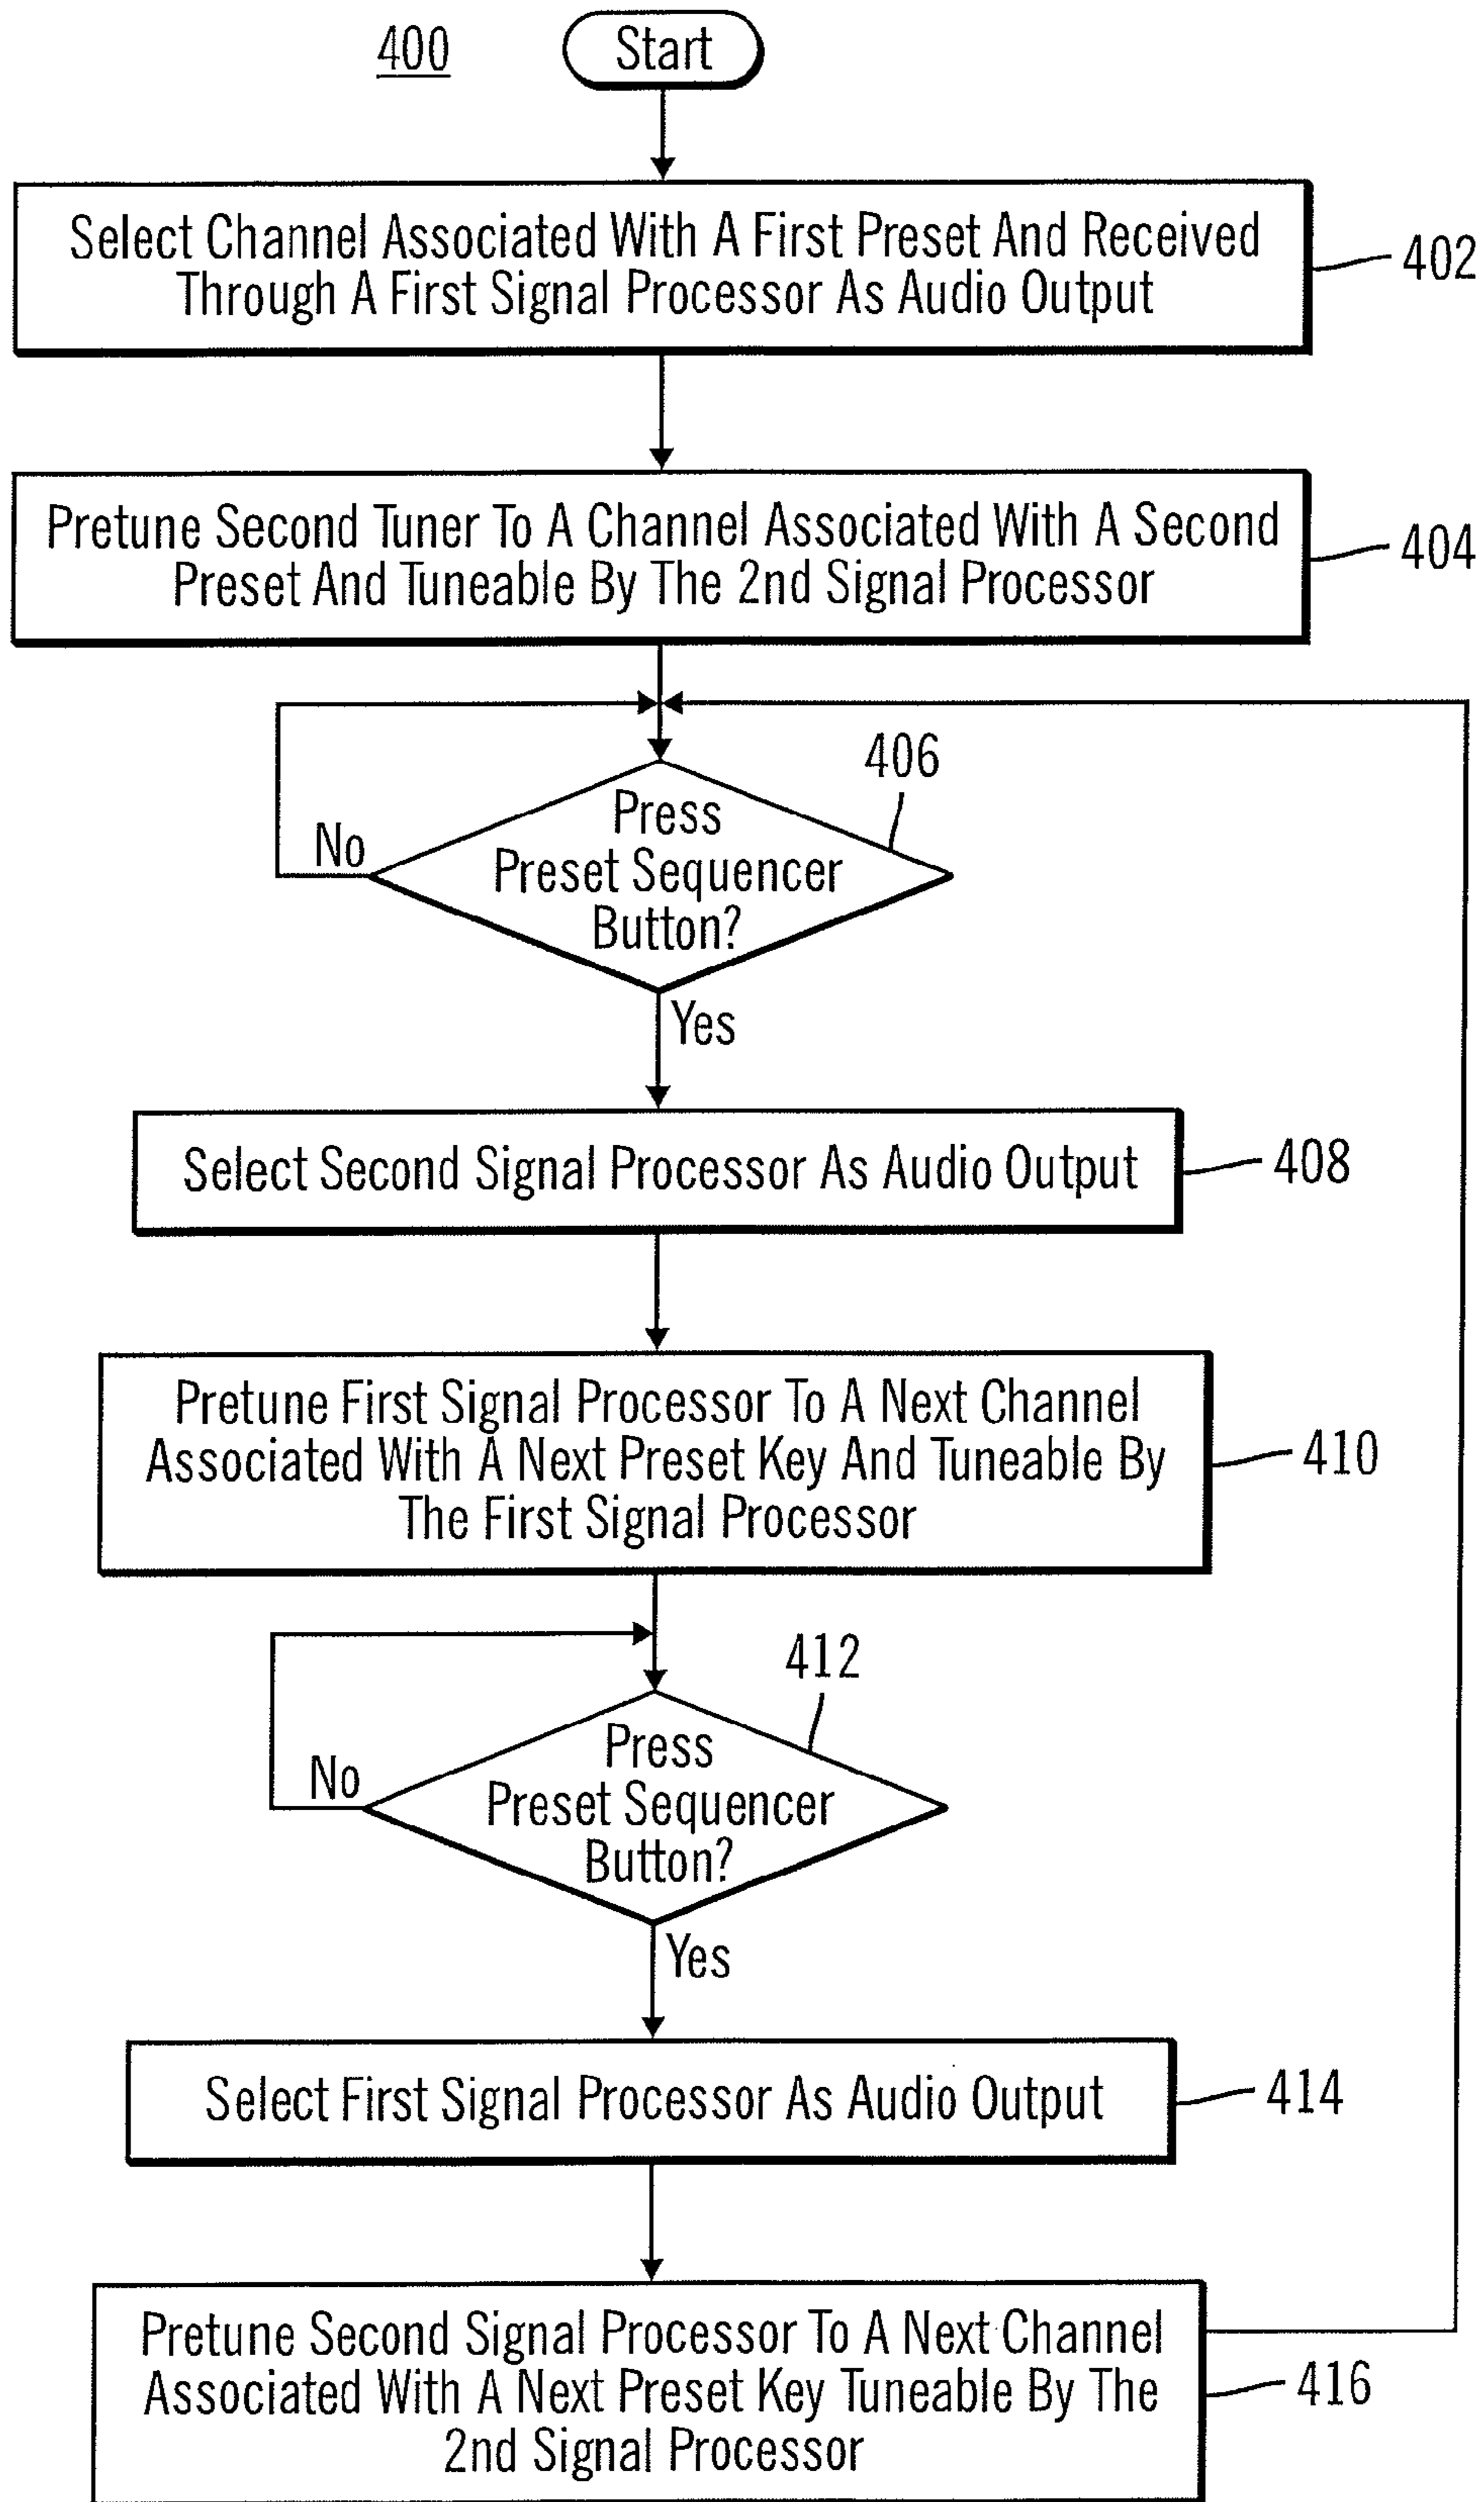 400
Start
Select Channel Associated With A First Preset And Received
Through A First Signal Processor As Audio Output
402
Pretune Second Tuner To A Channel Associated With A Second
Preset And Tuneable By The 2nd Signal Processor
404
406
Press
Preset Sequencer
Button?
No
Yes
Select Second Signal Processor As Audio Output
408
Pretune First Signal Processor To A Next Channel
Associated With A Next Preset Key And Tuneable By
The First Signal Processor
410
412
Press
Preset Sequencer
Button?
No
Yes
Select First Signal Processor As Audio Output
414
Pretune Second Signal Processor To A Next Channel
Associated With A Next Preset Key Tuneable By The
2nd Signal Processor
416